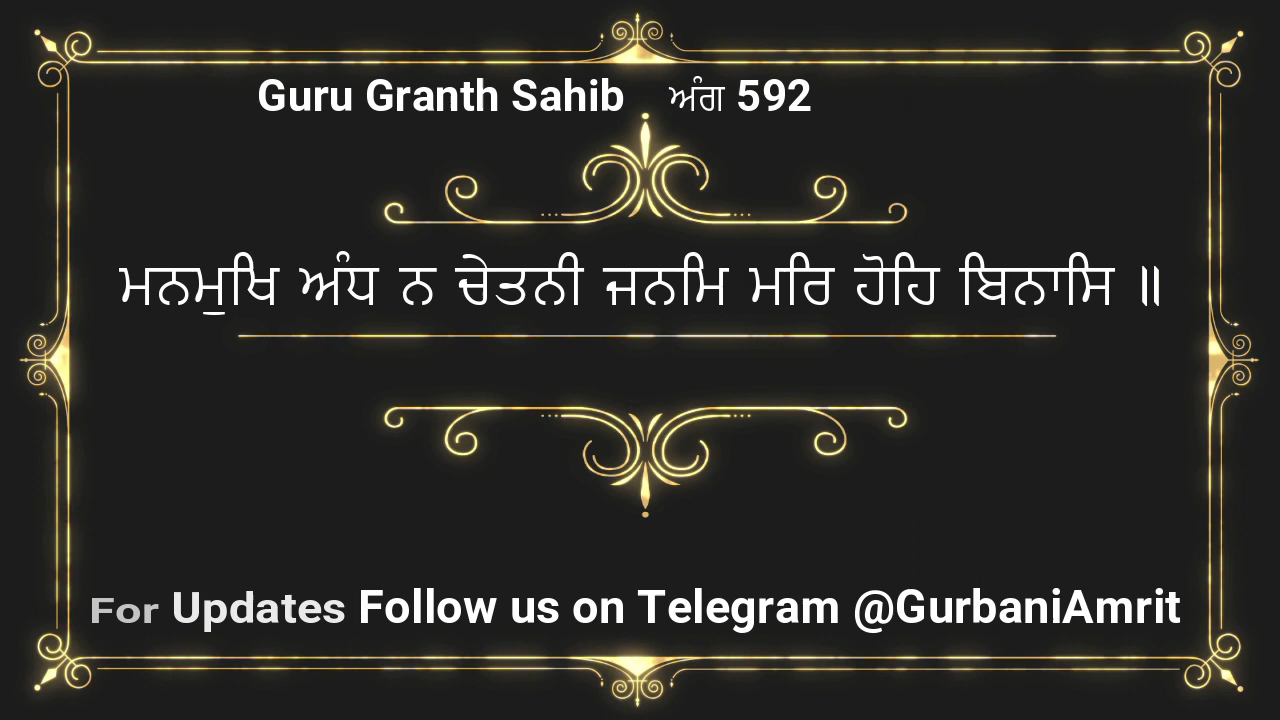 Guru Granth Sahib ਅੰਗ 592
ਮਨਮੁਖਿ ਅੰਧ ਨ ਚੇਤਨੀ ਜਨਮਿ ਮਰਿ ਹੋਹਿ ਬਿਨਾਸਿ ॥
For Updates Follow us on Telegram @GurbaniAmrit